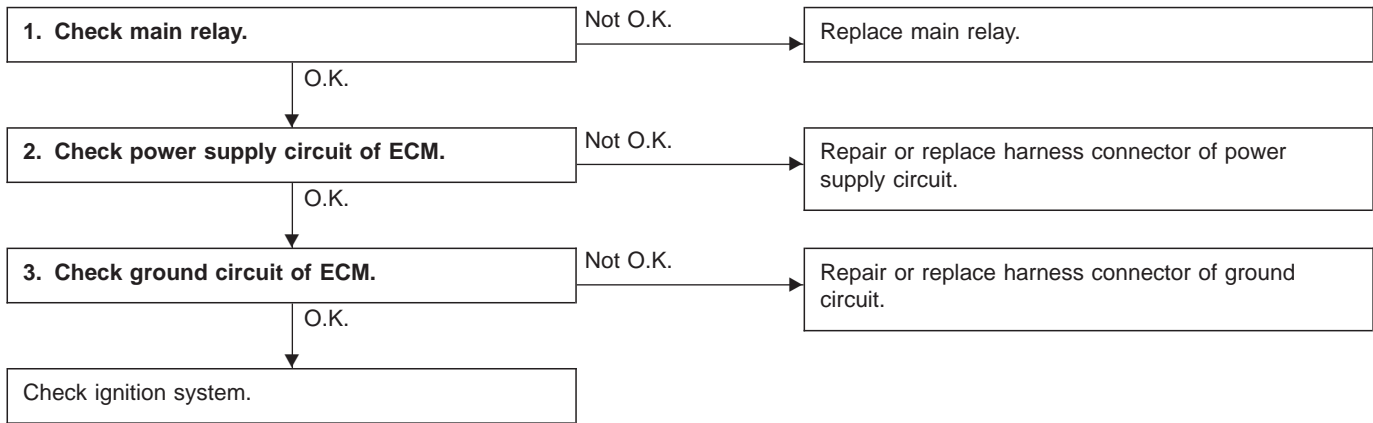 1. Check main relay.
Not O.K.
Replace main relay.
O.K.
2. Check power supply circuit of ECM.
Not O.K.
Repair or replace harness connector of power
supply circuit.
O.K.
3. Check ground circuit of ECM.
Not O.K.
Repair or replace harness connector of ground
circuit.
O.K.
Check ignition system.